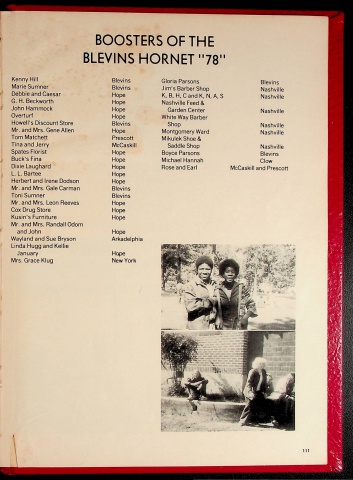 BOOSTERS OF THE
BLEVINS HORNET "78"
Kenny Hill Blevins
Marie Sumner Blevins
Debbie and Caesar Hope
G. H. Beckworth Hope
John Hammock Hope
Overturf Hope
Howell's Discount Store Blevins
Mr. and Mrs. Gene Allen Hope
Tom Matchett Prescott
Tina and Jerry McCaskill
Spates Florist Hope
Buck's Fina Hope
Dixie Laughard Hope
L. L. Bartee Hope
Herbert and Irene Dodson Hope
Mr. and Mrs. Gale Carman Blevins
Toni Sumner Blevins
Mr. and Mrs. Leon Reeves Hope
Cox Drug Store Hope
Kusin's Furniture Hope
Mr. and Mrs. Randall Odom
and John Hope
Wayland and Sue Bryson Arkadelphia
Linda Hugg and Kellie
January Hope
Mrs. Grace Klug New York
Gloria Parsons Blevins
Jim's Barber Shop Nashville
K, B, H, C and K, N, A, S Nashville
Nashville Feed &
Garden Center Nashville
White Way Barber
Shop Nashville
Montgomery Ward Nashville
Mikulek Shoe &
Saddle Shop Nashville
Boyce Parsons Blevins
Michael Hannah Clow
Rose and Earl McCaskill and Prescott
111